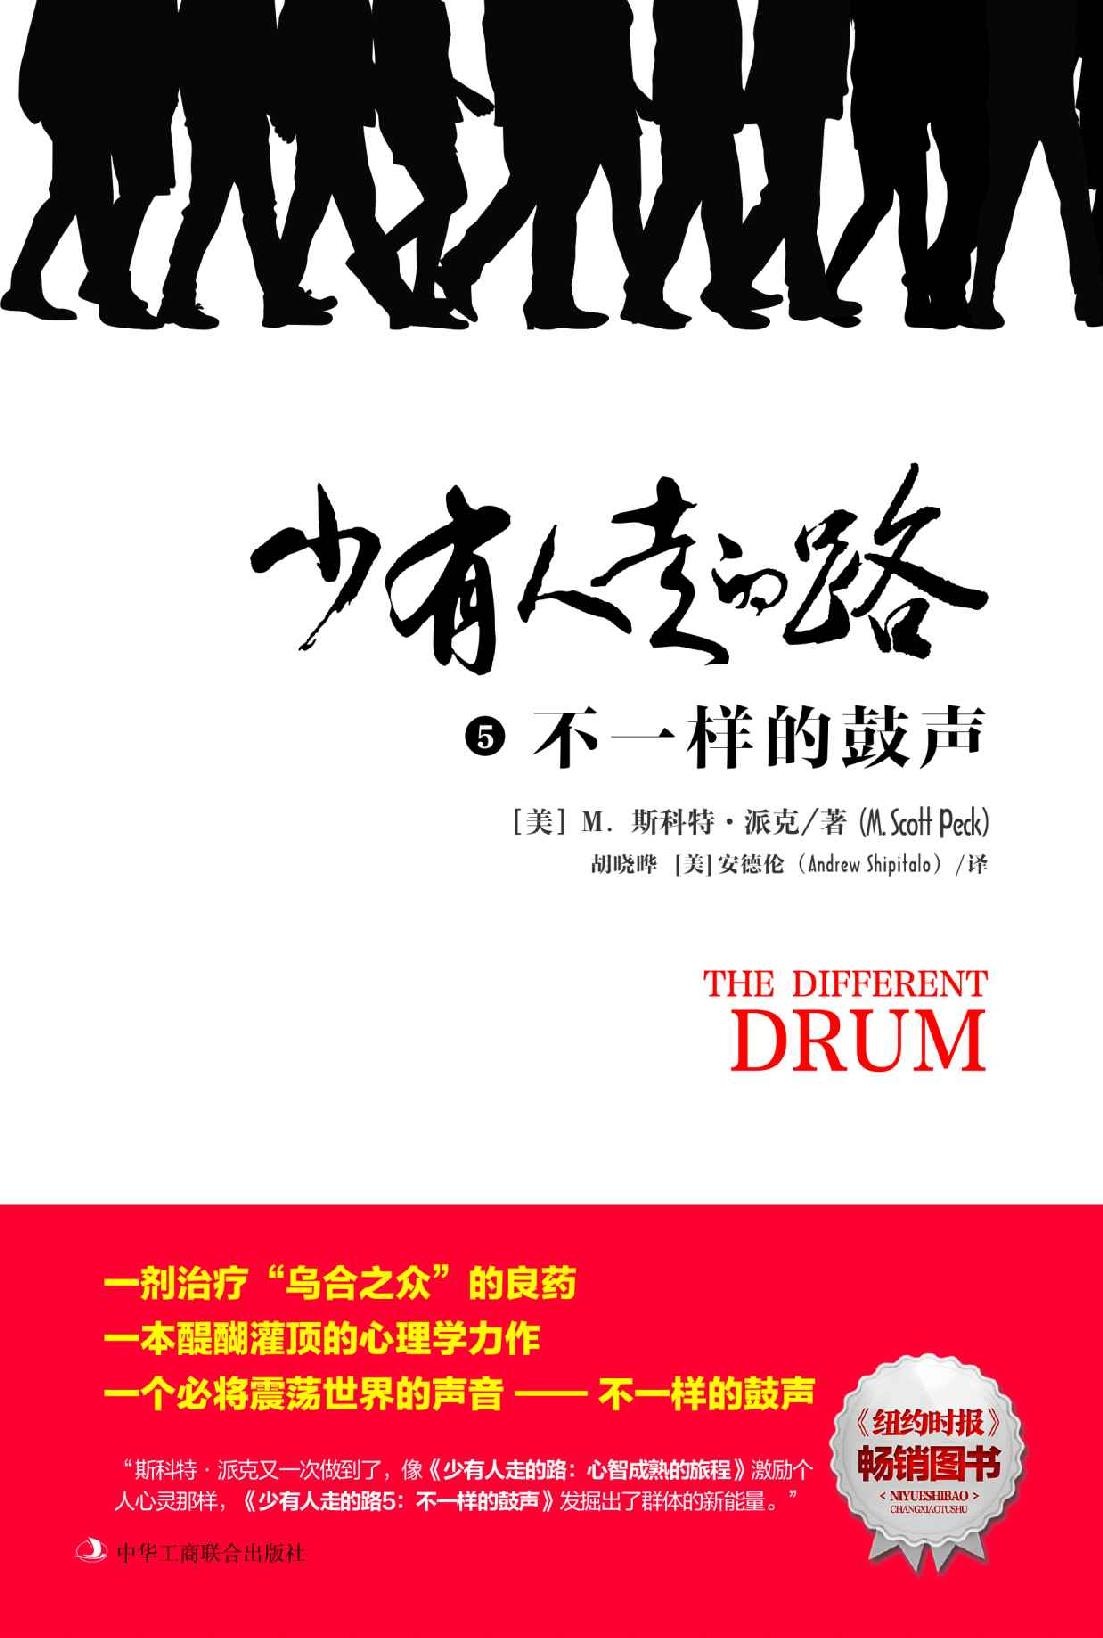 少有人走的路
5 不一样的鼓声
[美] M. 斯科特·派克/著 (M. Scott Peck)
胡晓晔 [美] 安德伦（Andrew Shipitalo）/译
THE DIFFERENT
DRUM
一剂治疗“乌合之众”的良药
一本醍醐灌顶的心理学力作
一个必将震荡世界的声音 —— 不一样的鼓声
“斯科特·派克又一次做到了，像《少有人走的路：心智成熟的旅程》激励个
人心灵那样，《少有人走的路5：不一样的鼓声》发掘出了群体的新能量。”
《纽约时报》
畅销图书
< NIYUESHIBAO >
CHANGXIAOTUSHU
中华工商联合出版社